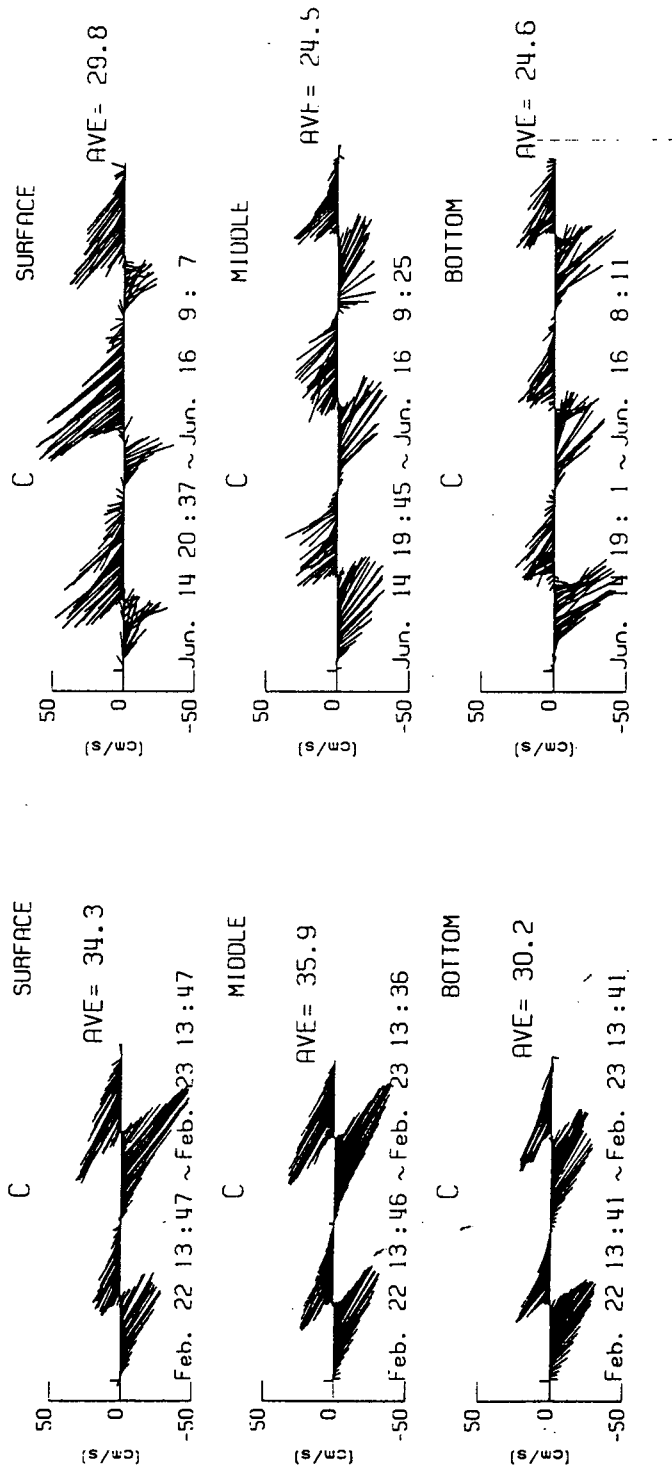 C SURFACE
AVE= 34.3
50
0
-50
(cm/s)
Feb. 22 13:47 ~Feb. 23 13:47
C MIDDLE
AVE= 35.9
50
0
-50
(cm/s)
Feb. 22 13:46 ~Feb. 23 13:36
C BOTTOM
AVE= 30.2
50
0
-50
(cm/s)
Feb. 22 13:41 ~Feb. 23 13:41
C SURFACE
AVE= 29.8
50
0
-50
(cm/s)
Jun. 14 20:37 ~Jun. 16 9: 7
C MIDDLE
AVE= 24.5
50
0
-50
(cm/s)
Jun. 14 19:45 ~Jun. 16 9:25
C BOTTOM
AVE= 24.6
50
0
-50
(cm/s)
Jun. 14 19: 1 ~Jun. 16 8:11